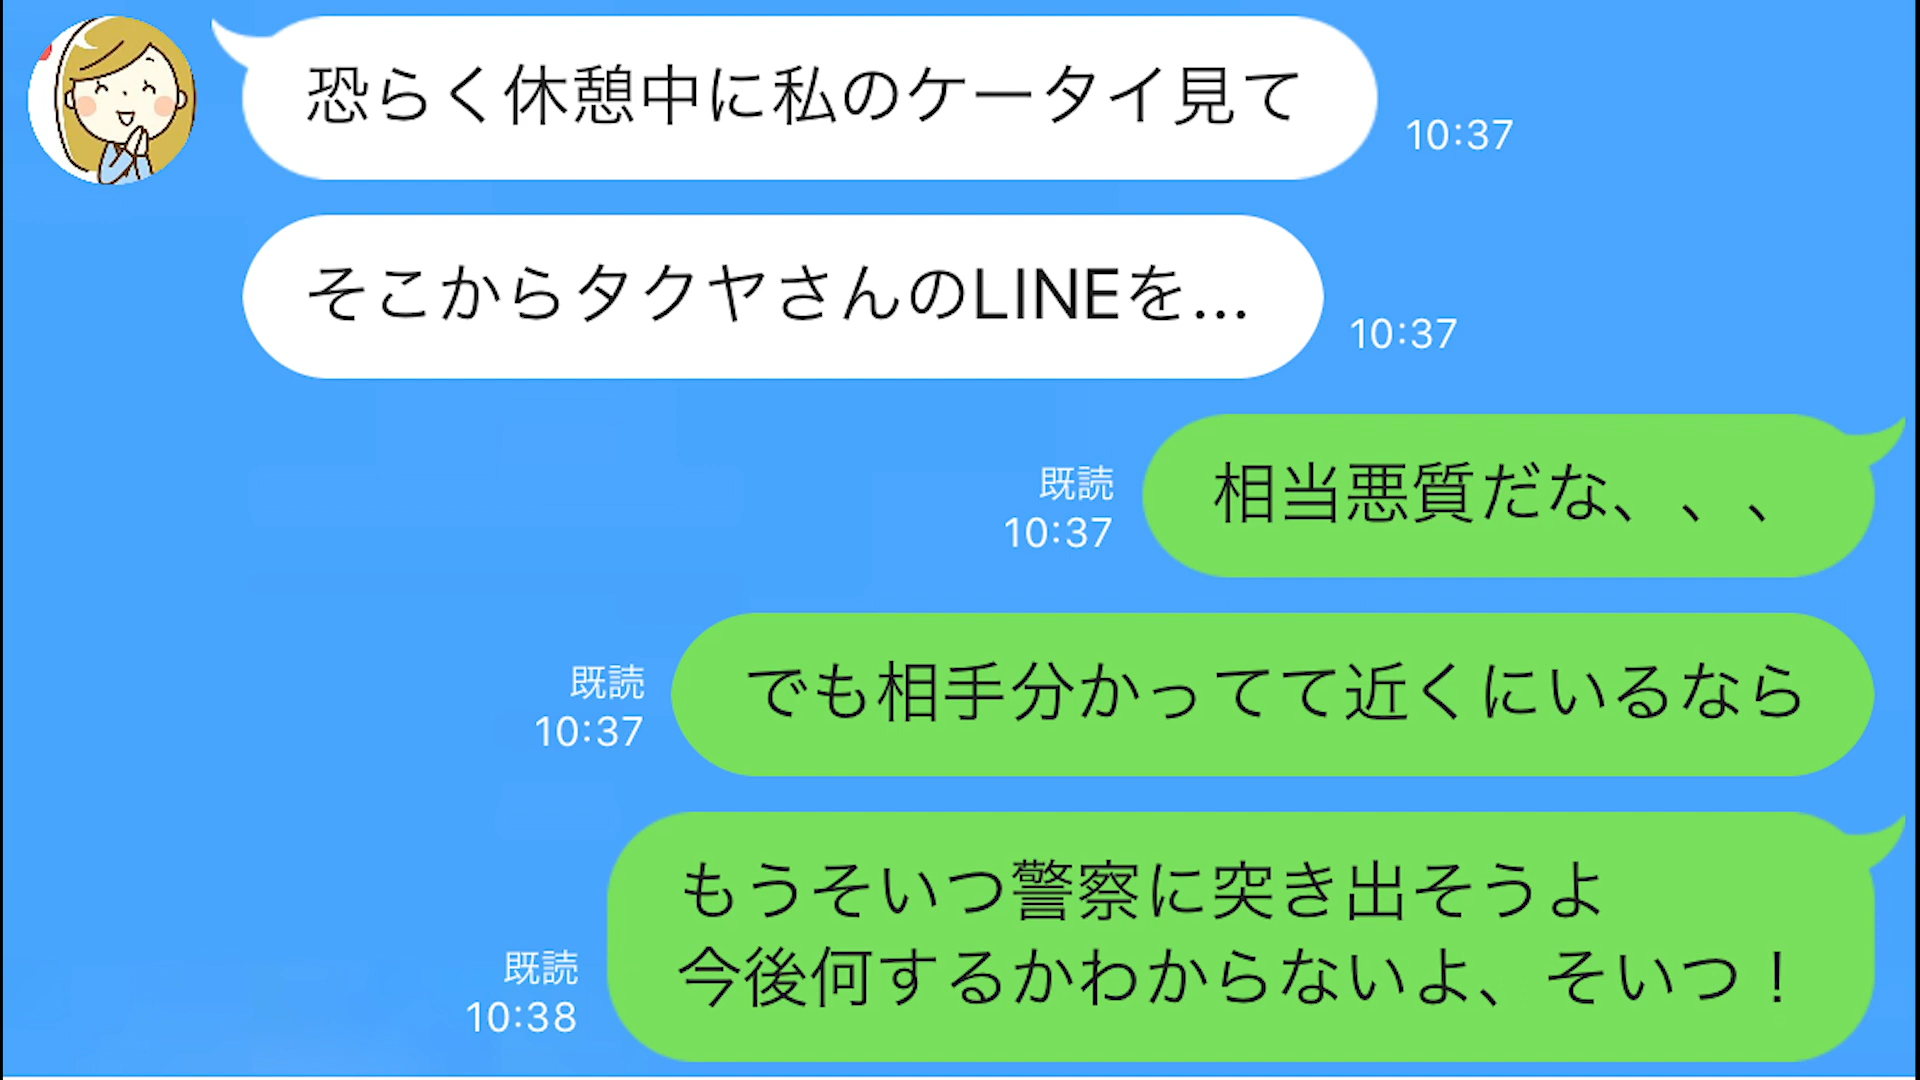 恐らく休憩中に私のケータイ見て
10:37
そこからタクヤさんのLINEを...
10:37
既読
10:37
相当悪質だな、、、
既読
10:37
でも相手分かってて近くにいるなら
もうそいつ警察に突き出そうよ
今後何するかわからないよ、そいつ！
既読
10:38